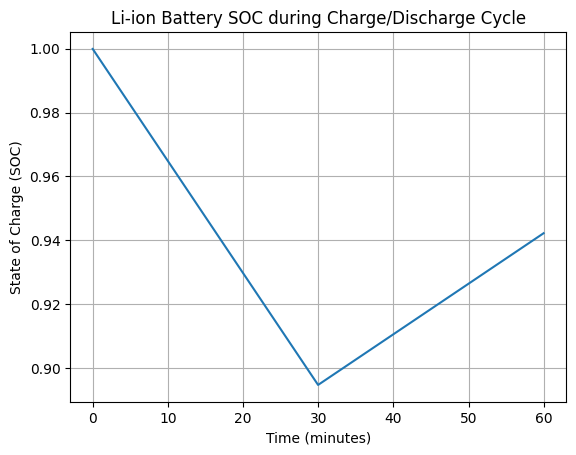 Li-ion Battery SOC during Charge/Discharge Cycle
1.00
0.98
0.96
0.94
0.92
0.90
State of Charge (SOC)
0 10 20 30 40 50 60
Time (minutes)